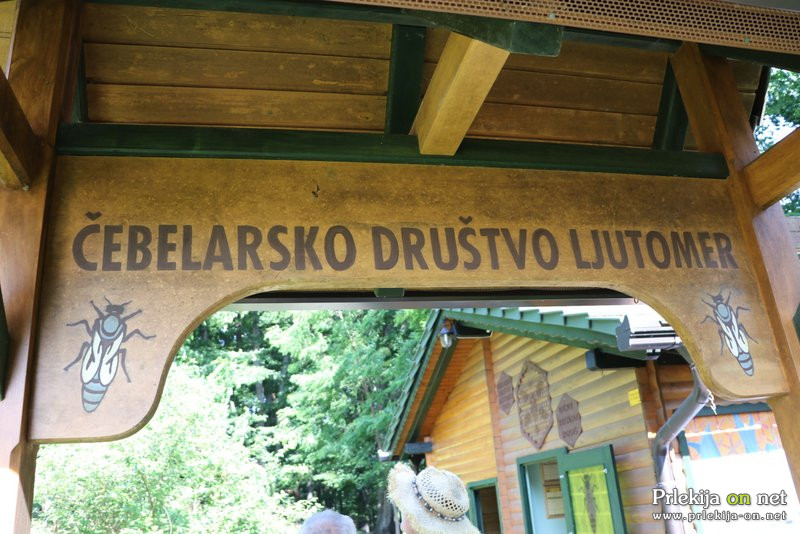 ČEBELARSKO DRUŠTVO LJUTOMER
Prlekija on net
www.prlekija-on.net